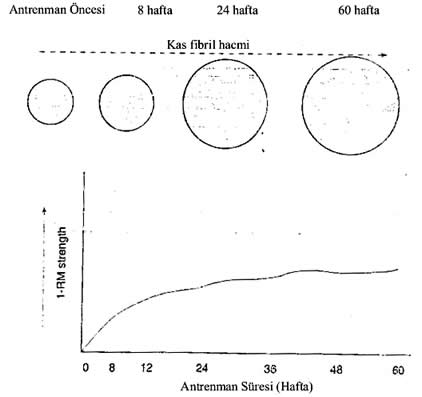 Antrenman Öncesi 8 hafta 24 hafta 60 hafta
Kas fibril hacmi
1-RM strength
0 8 12 24 36 48 60
Antrenman Süresi (Hafta)